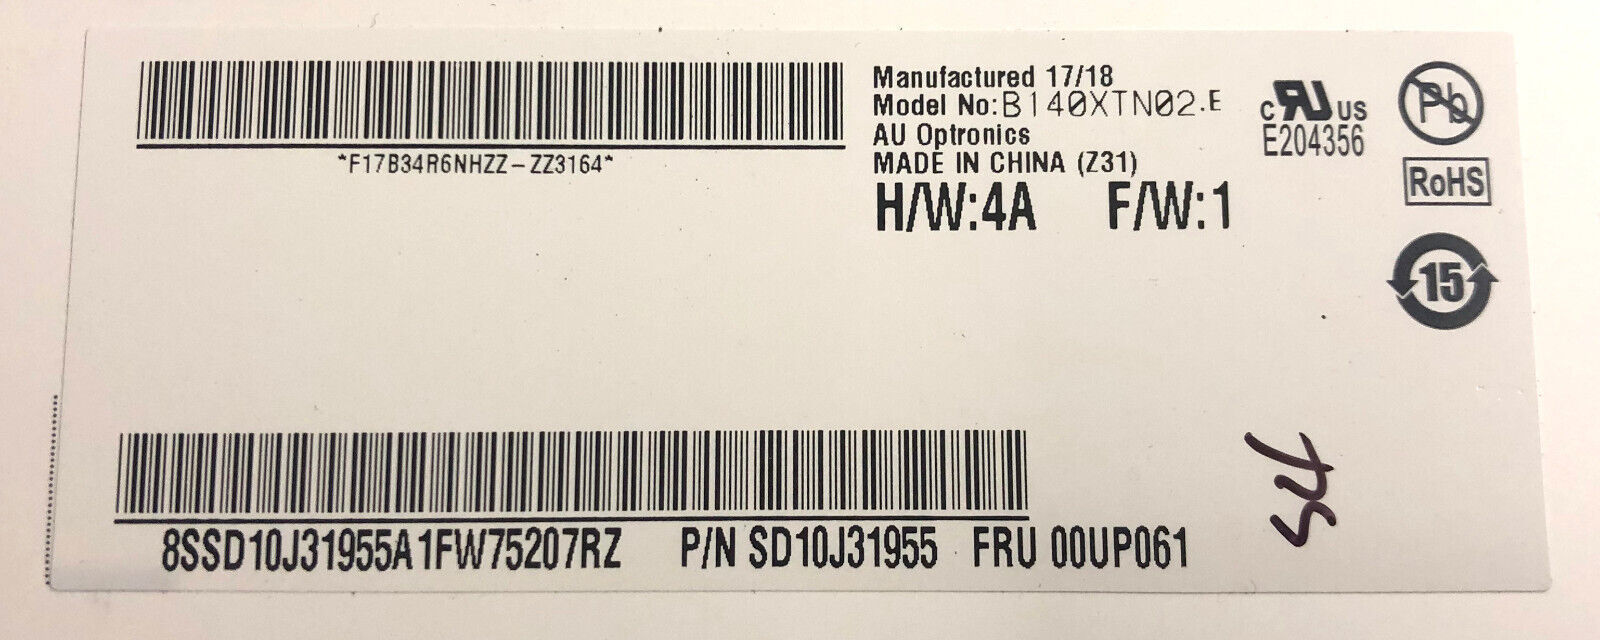 *F17B34R6NHZZ-ZZ3164*
Manufactured 17/18
Model No:B140XTN02.E
AU Optronics
MADE IN CHINA (Z31)
H/W:4A F/W:1
c RU US
E204356
Pb
RoHS
15
8SSD10J31955A1FW75207RZ P/N SD10J31955 FRU 00UP061